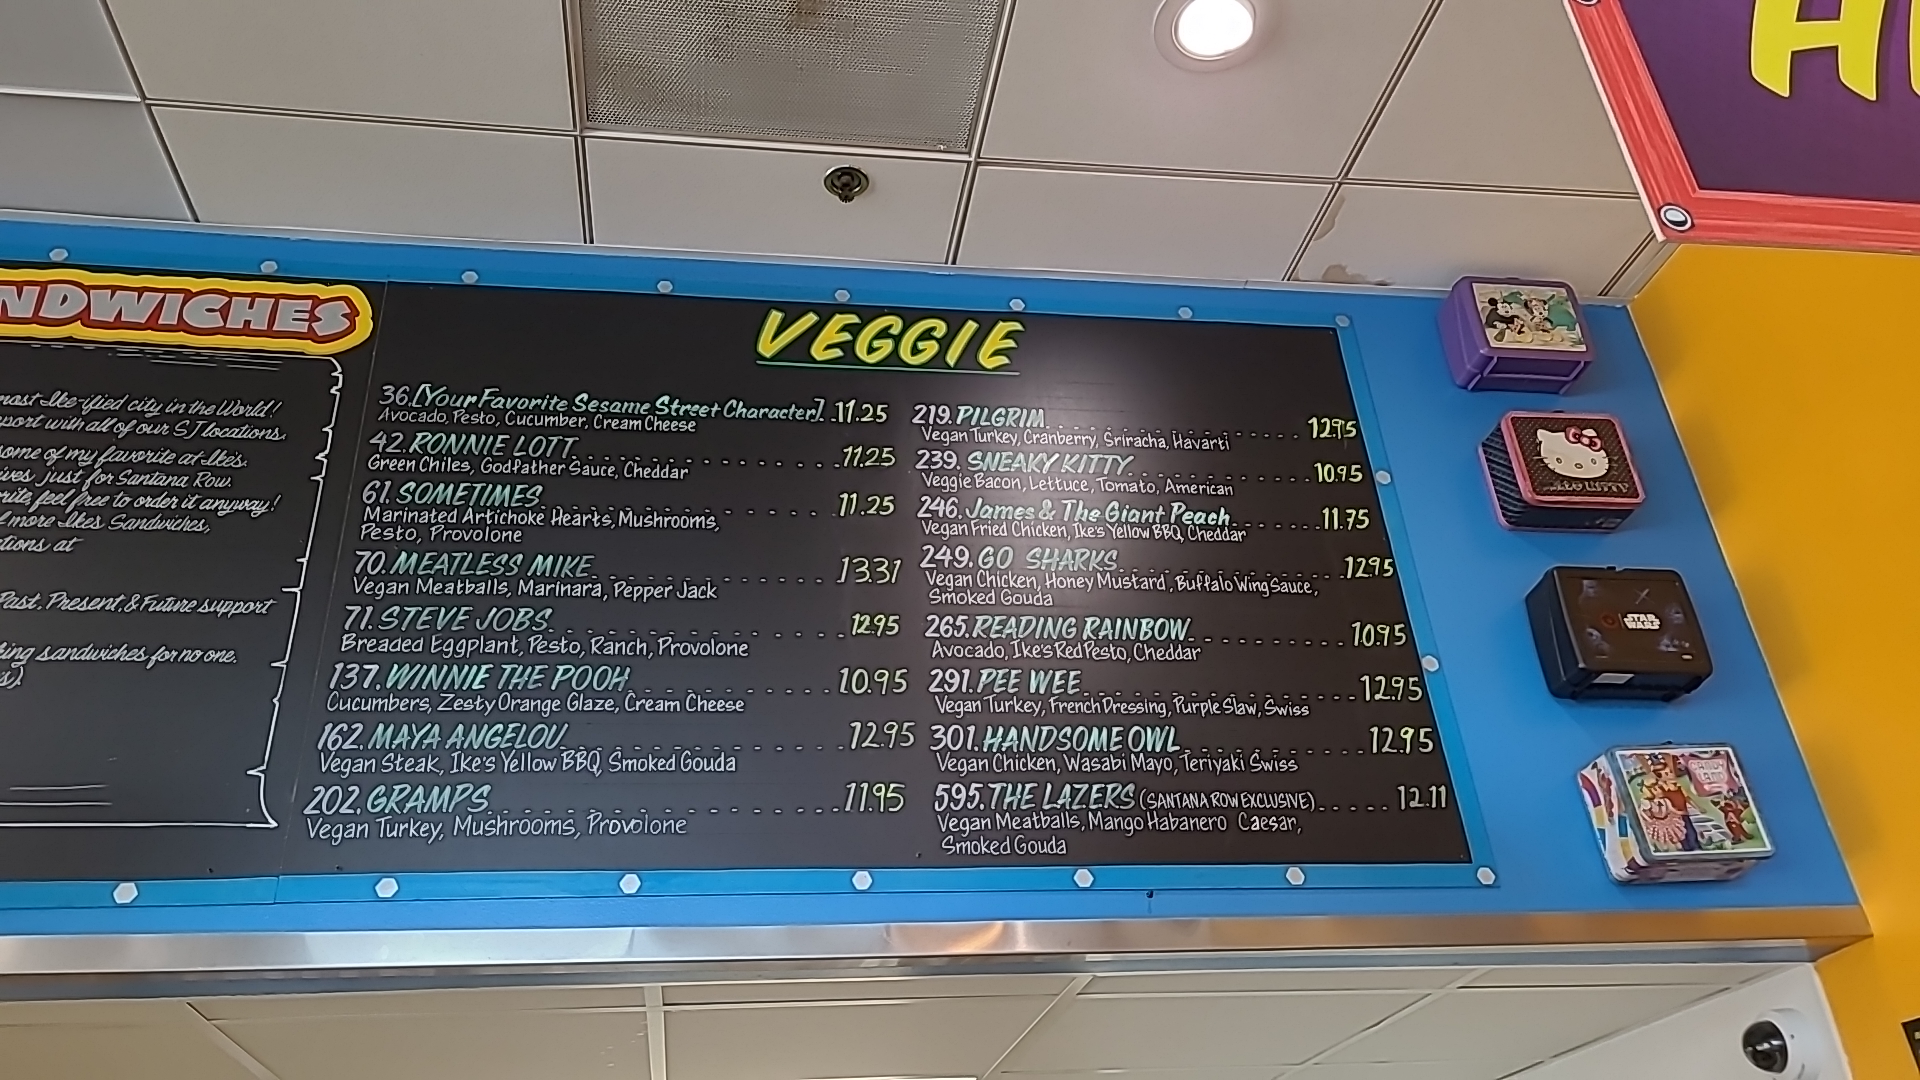 NDWICHES
most Ike-ified city in the World!
port with all of our SJ locations.
some of my favorite at Ike's.
ives just for Santana Row.
rite, feel free to order it anyway!
f more Ikes Sandwiches,
tions at
Past, Present, & Future support
king sandwiches for no one.
s)
VEGGIE
36.[Your Favorite Sesame Street Character]. 11.25
Avocado, Pesto, Cucumber, Cream Cheese
42. RONNIE LOTT 11.25
Green Chiles, Godfather Sauce, Cheddar
61. SOMETIMES 11.25
Marinated Artichoke Hearts, Mushrooms,
Pesto, Provolone
70. MEATLESS MIKE 13.31
Vegan Meatballs, Marinara, Pepper Jack
71. STEVE JOBS 12.95
Breaded Eggplant, Pesto, Ranch, Provolone
137. WINNIE THE POOH 10.95
Cucumbers, Zesty Orange Glaze, Cream Cheese
162. MAYA ANGELOU 12.95
Vegan Steak, Ike's Yellow BBQ, Smoked Gouda
202. GRAMPS 11.95
Vegan Turkey, Mushrooms, Provolone
219. PILGRIM 12.95
Vegan Turkey, Cranberry, Sriracha, Havarti
239. SNEAKY KITTY 10.95
Veggie Bacon, Lettuce, Tomato, American
246. James & The Giant Peach 11.75
Vegan Fried Chicken, Ike's Yellow BBQ, Cheddar
249. GO SHARKS 12.95
Vegan Chicken, Honey Mustard, Buffalo Wing Sauce,
Smoked Gouda
265. READING RAINBOW 10.95
Avocado, Ike's Red Pesto, Cheddar
291. PEE WEE 12.95
Vegan Turkey, French Dressing, Purple Slaw, Swiss
301. HANDSOME OWL 12.95
Vegan Chicken, Wasabi Mayo, Teriyaki Swiss
595. THE LAZERS (SANTANA ROW EXCLUSIVE) 12.11
Vegan Meatballs, Mango Habanero Caesar,
Smoked Gouda
HELLO KITTY
STAR
WARS
CANDY
LAND